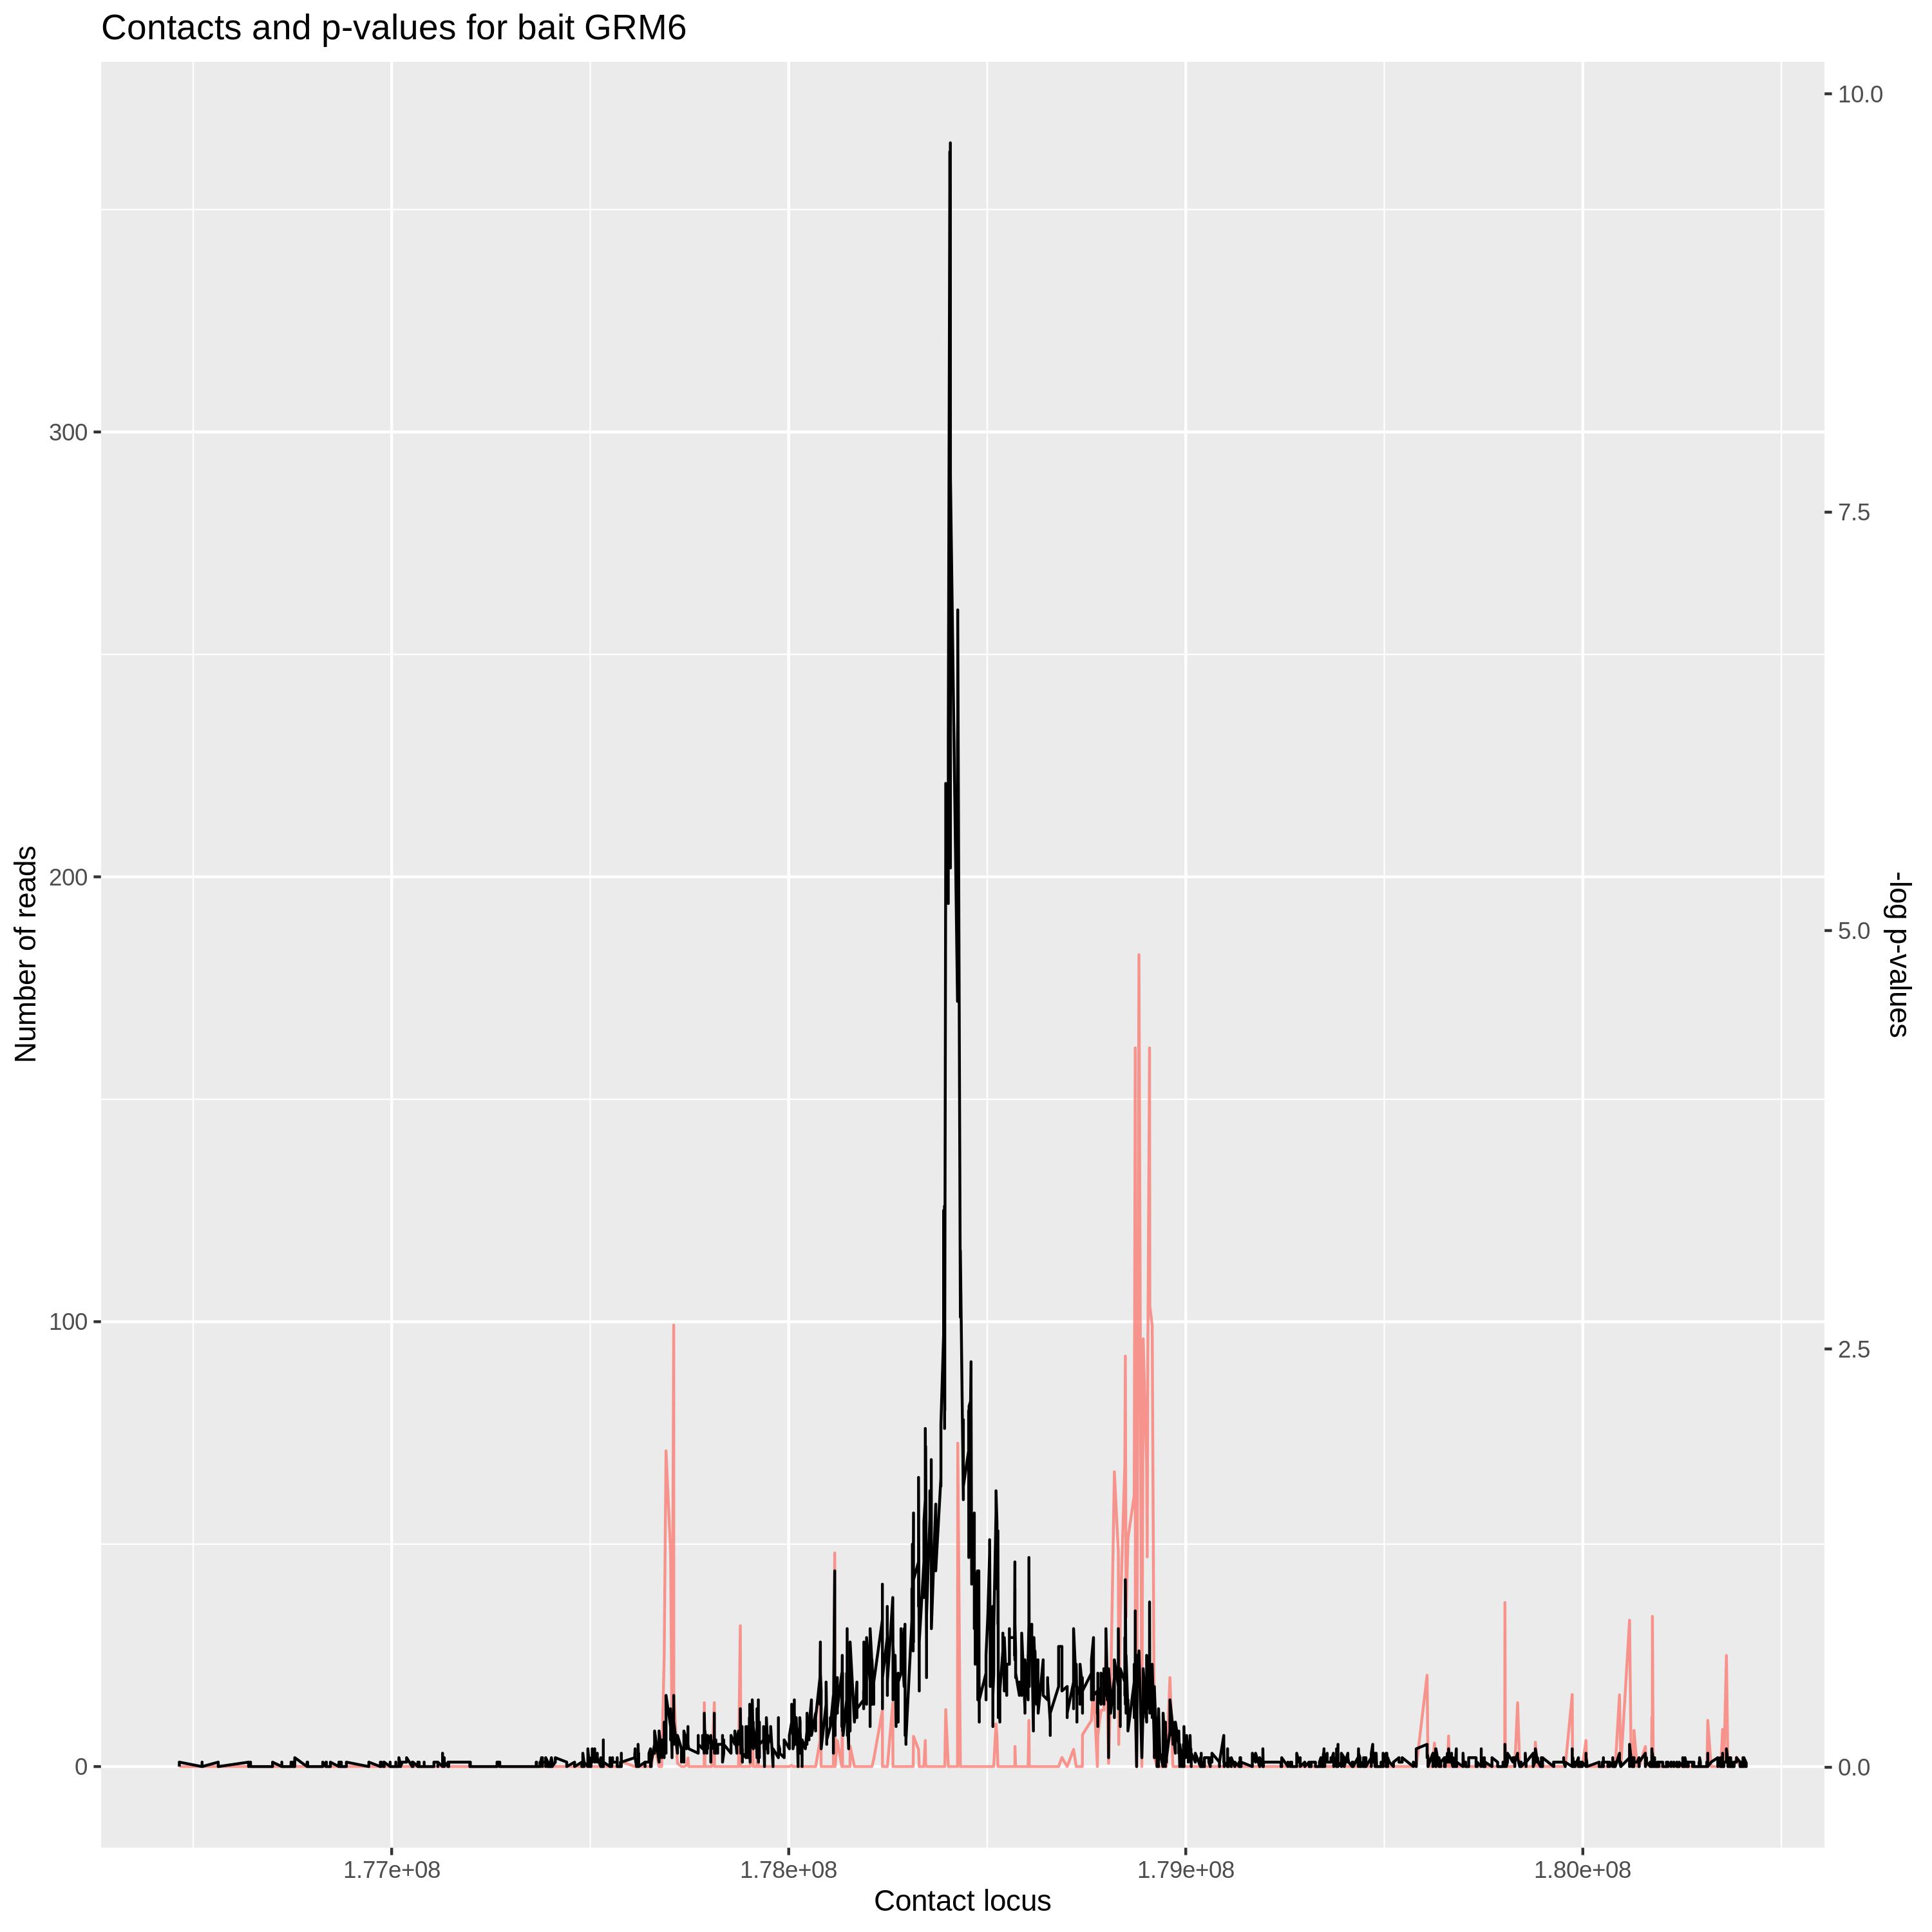 Contacts and p-values for bait GRM6
10.0
300
7.5
200
5.0
Number of reads
-log p-values
100
2.5
0
0.0
1.77e+08
1.78e+08
1.79e+08
1.80e+08
Contact locus